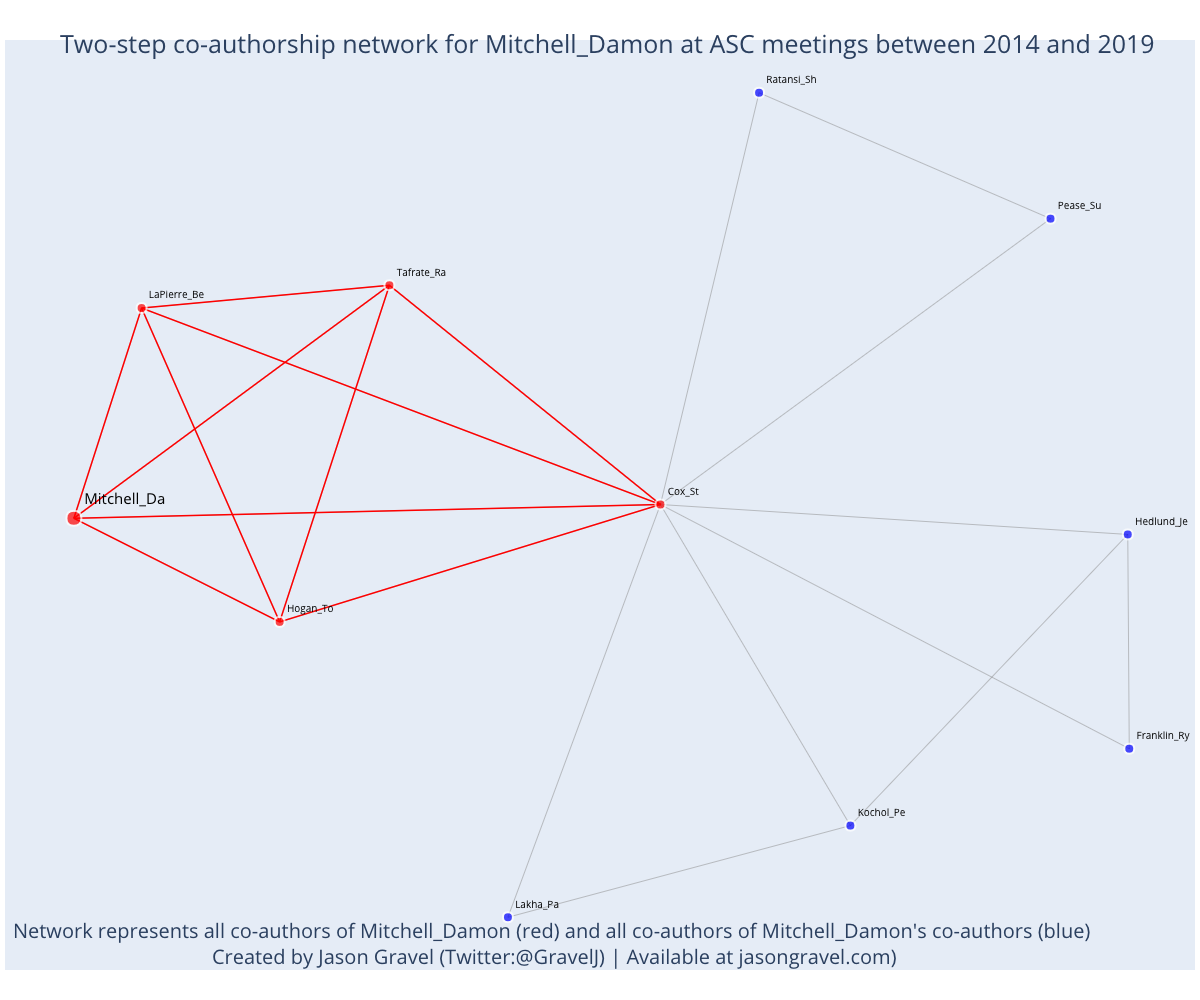 Two-step co-authorship network for Mitchell_Damon at ASC meetings between 2014 and 2019
Ratansi_Sh
Pease_Su
Tafrate_Ra
LaPierre_Be
Cox_St
Mitchell_Da
Hedlund_Je
Hogan_To
Franklin_Ry
Kochol_Pe
Lakha_Pa
Network represents all co-authors of Mitchell_Damon (red) and all co-authors of Mitchell_Damon's co-authors (blue)
Created by Jason Gravel (Twitter:@GravelJ) | Available at jasongravel.com)